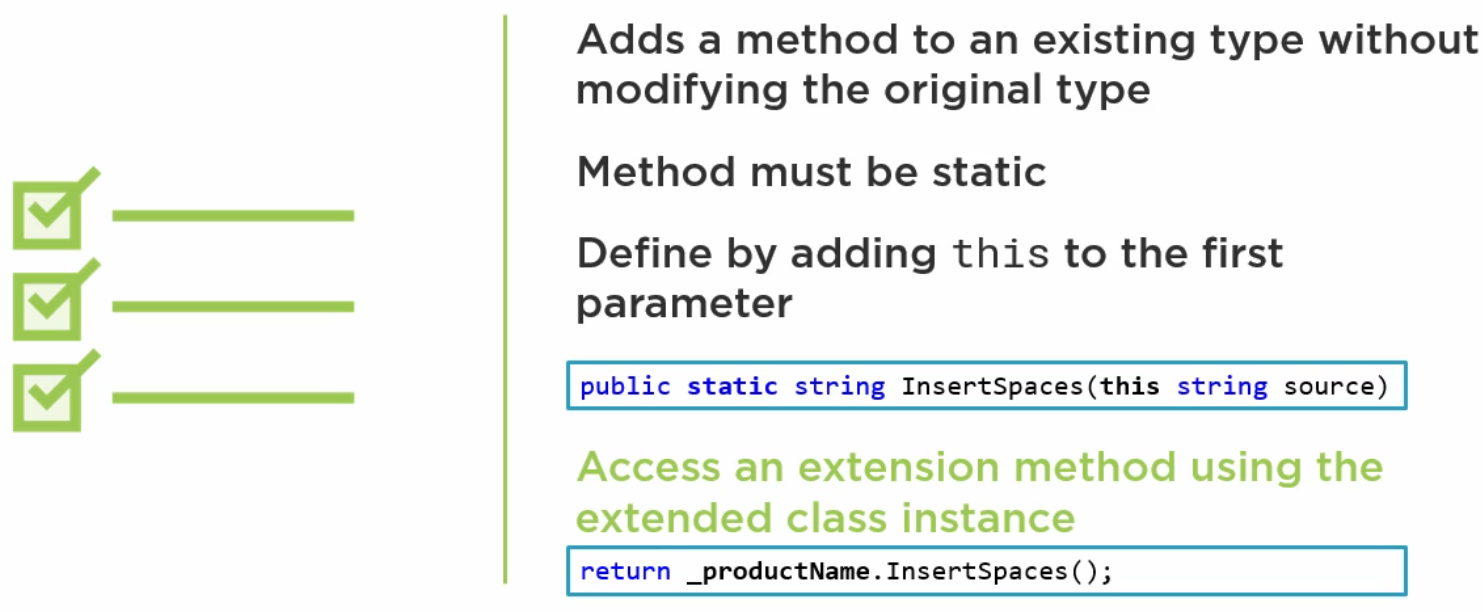 Adds a method to an existing type without
modifying the original type
Method must be static
Define by adding this to the first
parameter
public static string InsertSpaces(this string source)
Access an extension method using the
extended class instance
return _productName.InsertSpaces();